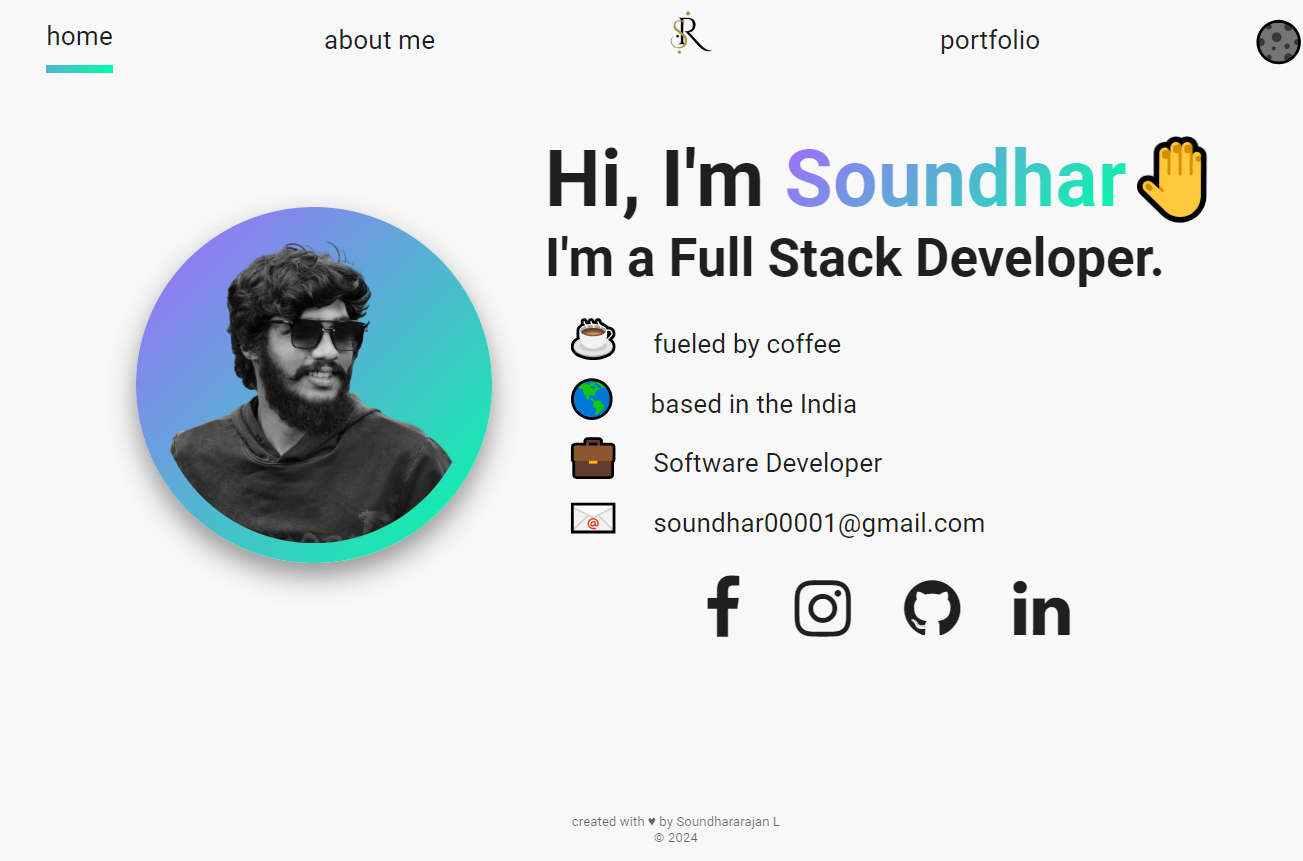 home
about me
SR
portfolio
Hi, I'm Soundhar
I'm a Full Stack Developer.
fueled by coffee
based in the India
Software Developer
@
soundhar00001@gmail.com
f
in
created with ♥ by Soundhararajan L
© 2024